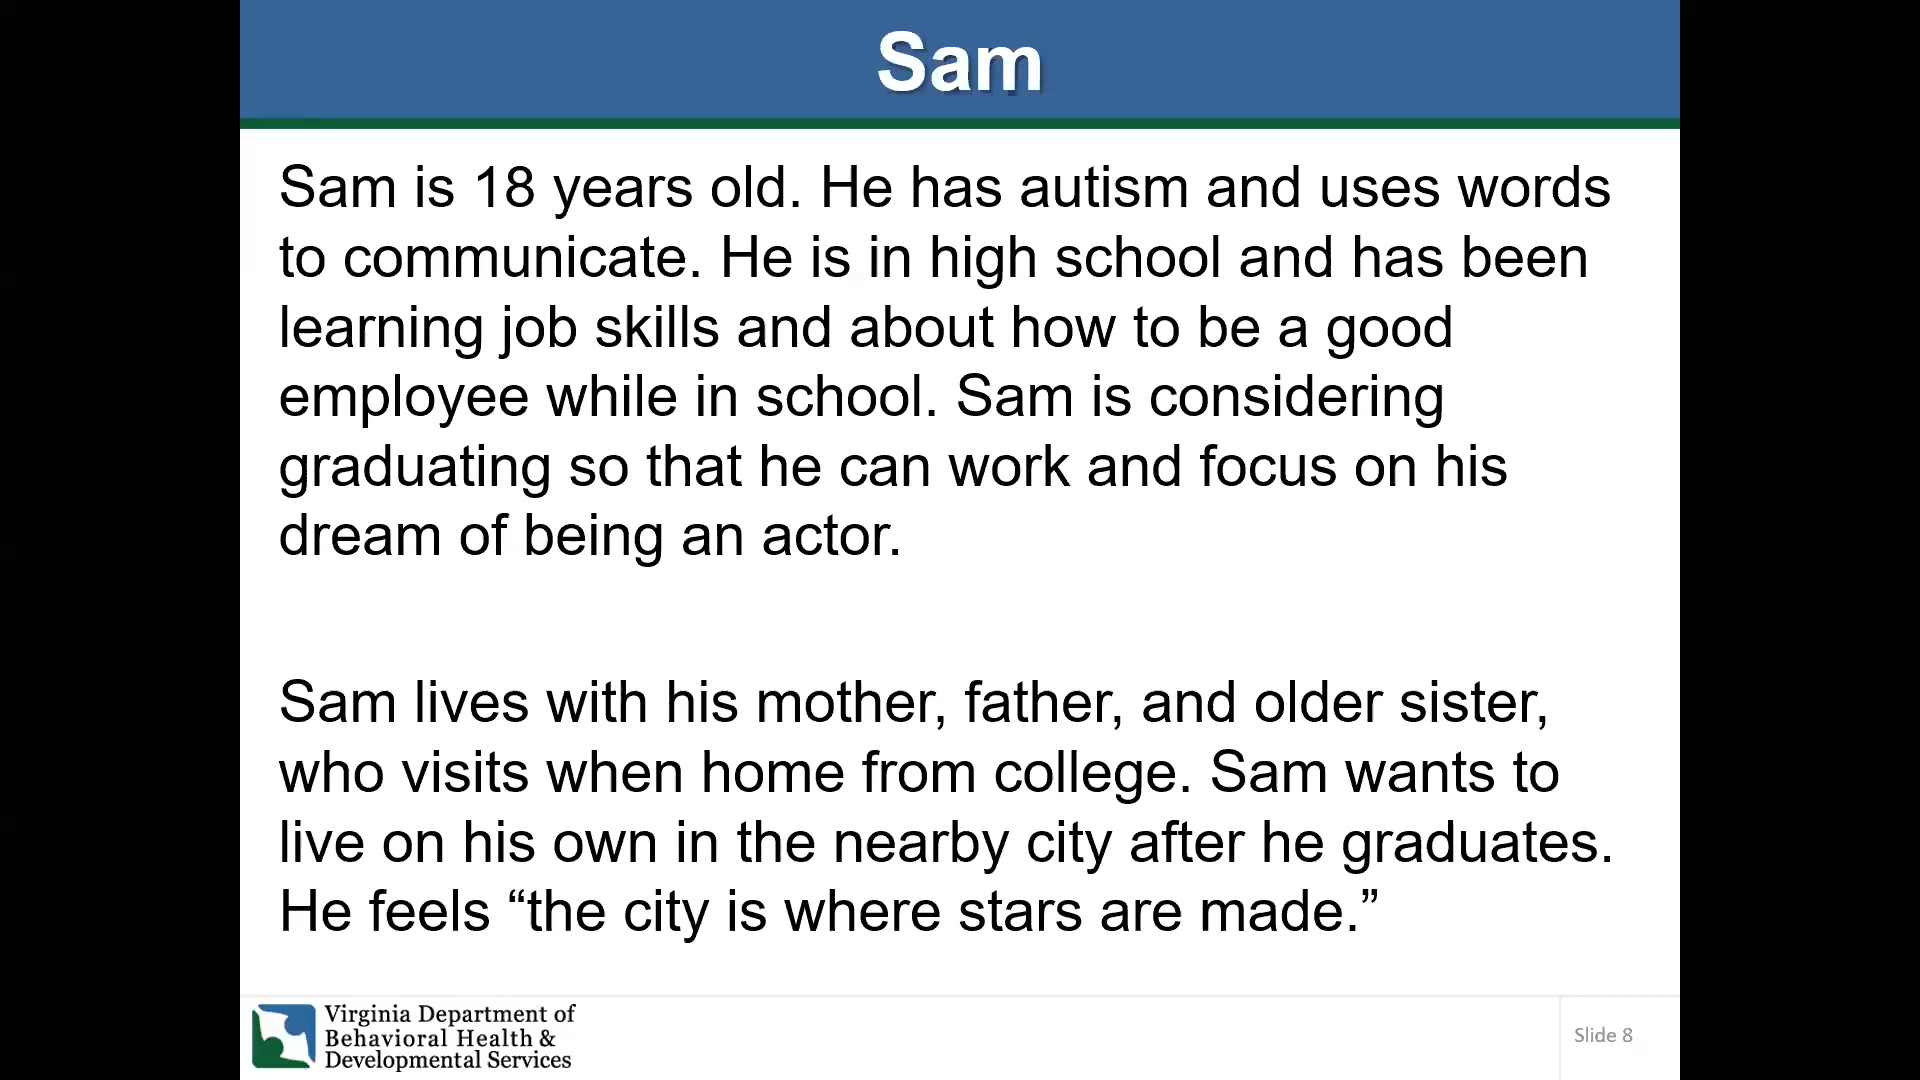 Sam
Sam is 18 years old. He has autism and uses words
to communicate. He is in high school and has been
learning job skills and about how to be a good
employee while in school. Sam is considering
graduating so that he can work and focus on his
dream of being an actor.
Sam lives with his mother, father, and older sister,
who visits when home from college. Sam wants to
live on his own in the nearby city after he graduates.
He feels “the city is where stars are made.”
Virginia Department of
Behavioral Health &
Developmental Services
Slide 8